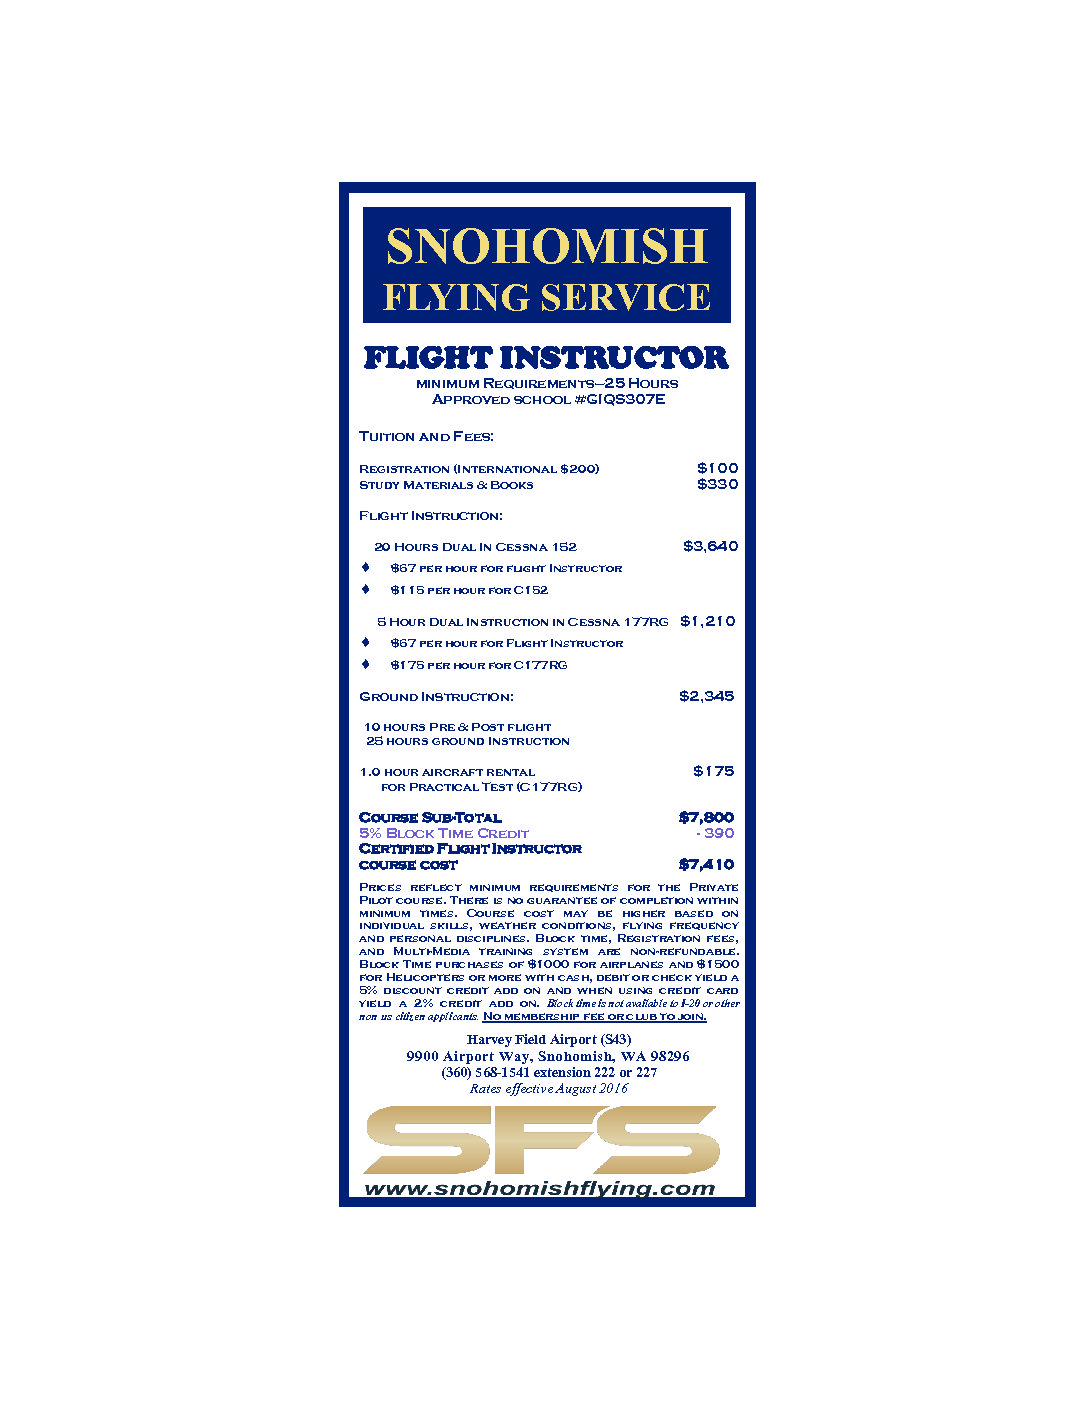 SNOHOMISH
FLYING SERVICE
FLIGHT INSTRUCTOR
MINIMUM REQUIREMENTS—25 HOURS
APPROVED SCHOOL #GIQS307E
TUITION AND FEES:
REGISTRATION (INTERNATIONAL $200) $100
STUDY MATERIALS & BOOKS $330
FLIGHT INSTRUCTION:
20 HOURS DUAL IN CESSNA 152 $3,640
♦ $67 PER HOUR FOR FLIGHT INSTRUCTOR
♦ $115 PER HOUR FOR C152
5 HOUR DUAL INSTRUCTION IN CESSNA 177RG $1,210
♦ $67 PER HOUR FOR FLIGHT INSTRUCTOR
♦ $175 PER HOUR FOR C177RG
GROUND INSTRUCTION: $2,345
10 HOURS PRE & POST FLIGHT
25 HOURS GROUND INSTRUCTION
1.0 HOUR AIRCRAFT RENTAL $175
FOR PRACTICAL TEST (C177RG)
COURSE SUB-TOTAL $7,800
5% BLOCK TIME CREDIT - 390
CERTIFIED FLIGHT INSTRUCTOR
COURSE COST $7,410
PRICES REFLECT MINIMUM REQUIREMENTS FOR THE PRIVATE
PILOT COURSE. THERE IS NO GUARANTEE OF COMPLETION WITHIN
MINIMUM TIMES. COURSE COST MAY BE HIGHER BASED ON
INDIVIDUAL SKILLS, WEATHER CONDITIONS, FLYING FREQUENCY
AND PERSONAL DISCIPLINES. BLOCK TIME, REGISTRATION FEES,
AND MULTI-MEDIA TRAINING SYSTEM ARE NON-REFUNDABLE.
BLOCK TIME PURCHASES OF $1000 FOR AIRPLANES AND $1500
FOR HELICOPTERS OR MORE WITH CASH, DEBIT OR CHECK YIELD A
5% DISCOUNT CREDIT ADD ON AND WHEN USING CREDIT CARD
YIELD A 2% CREDIT ADD ON. Block time is not available to I-20 or other
non us citizen applicants. NO MEMBERSHIP FEE OR CLUB TO JOIN.
Harvey Field Airport (S43)
9900 Airport Way, Snohomish, WA 98296
(360) 568-1541 extension 222 or 227
Rates effective August 2016
SFS
www.snohomishflying.com